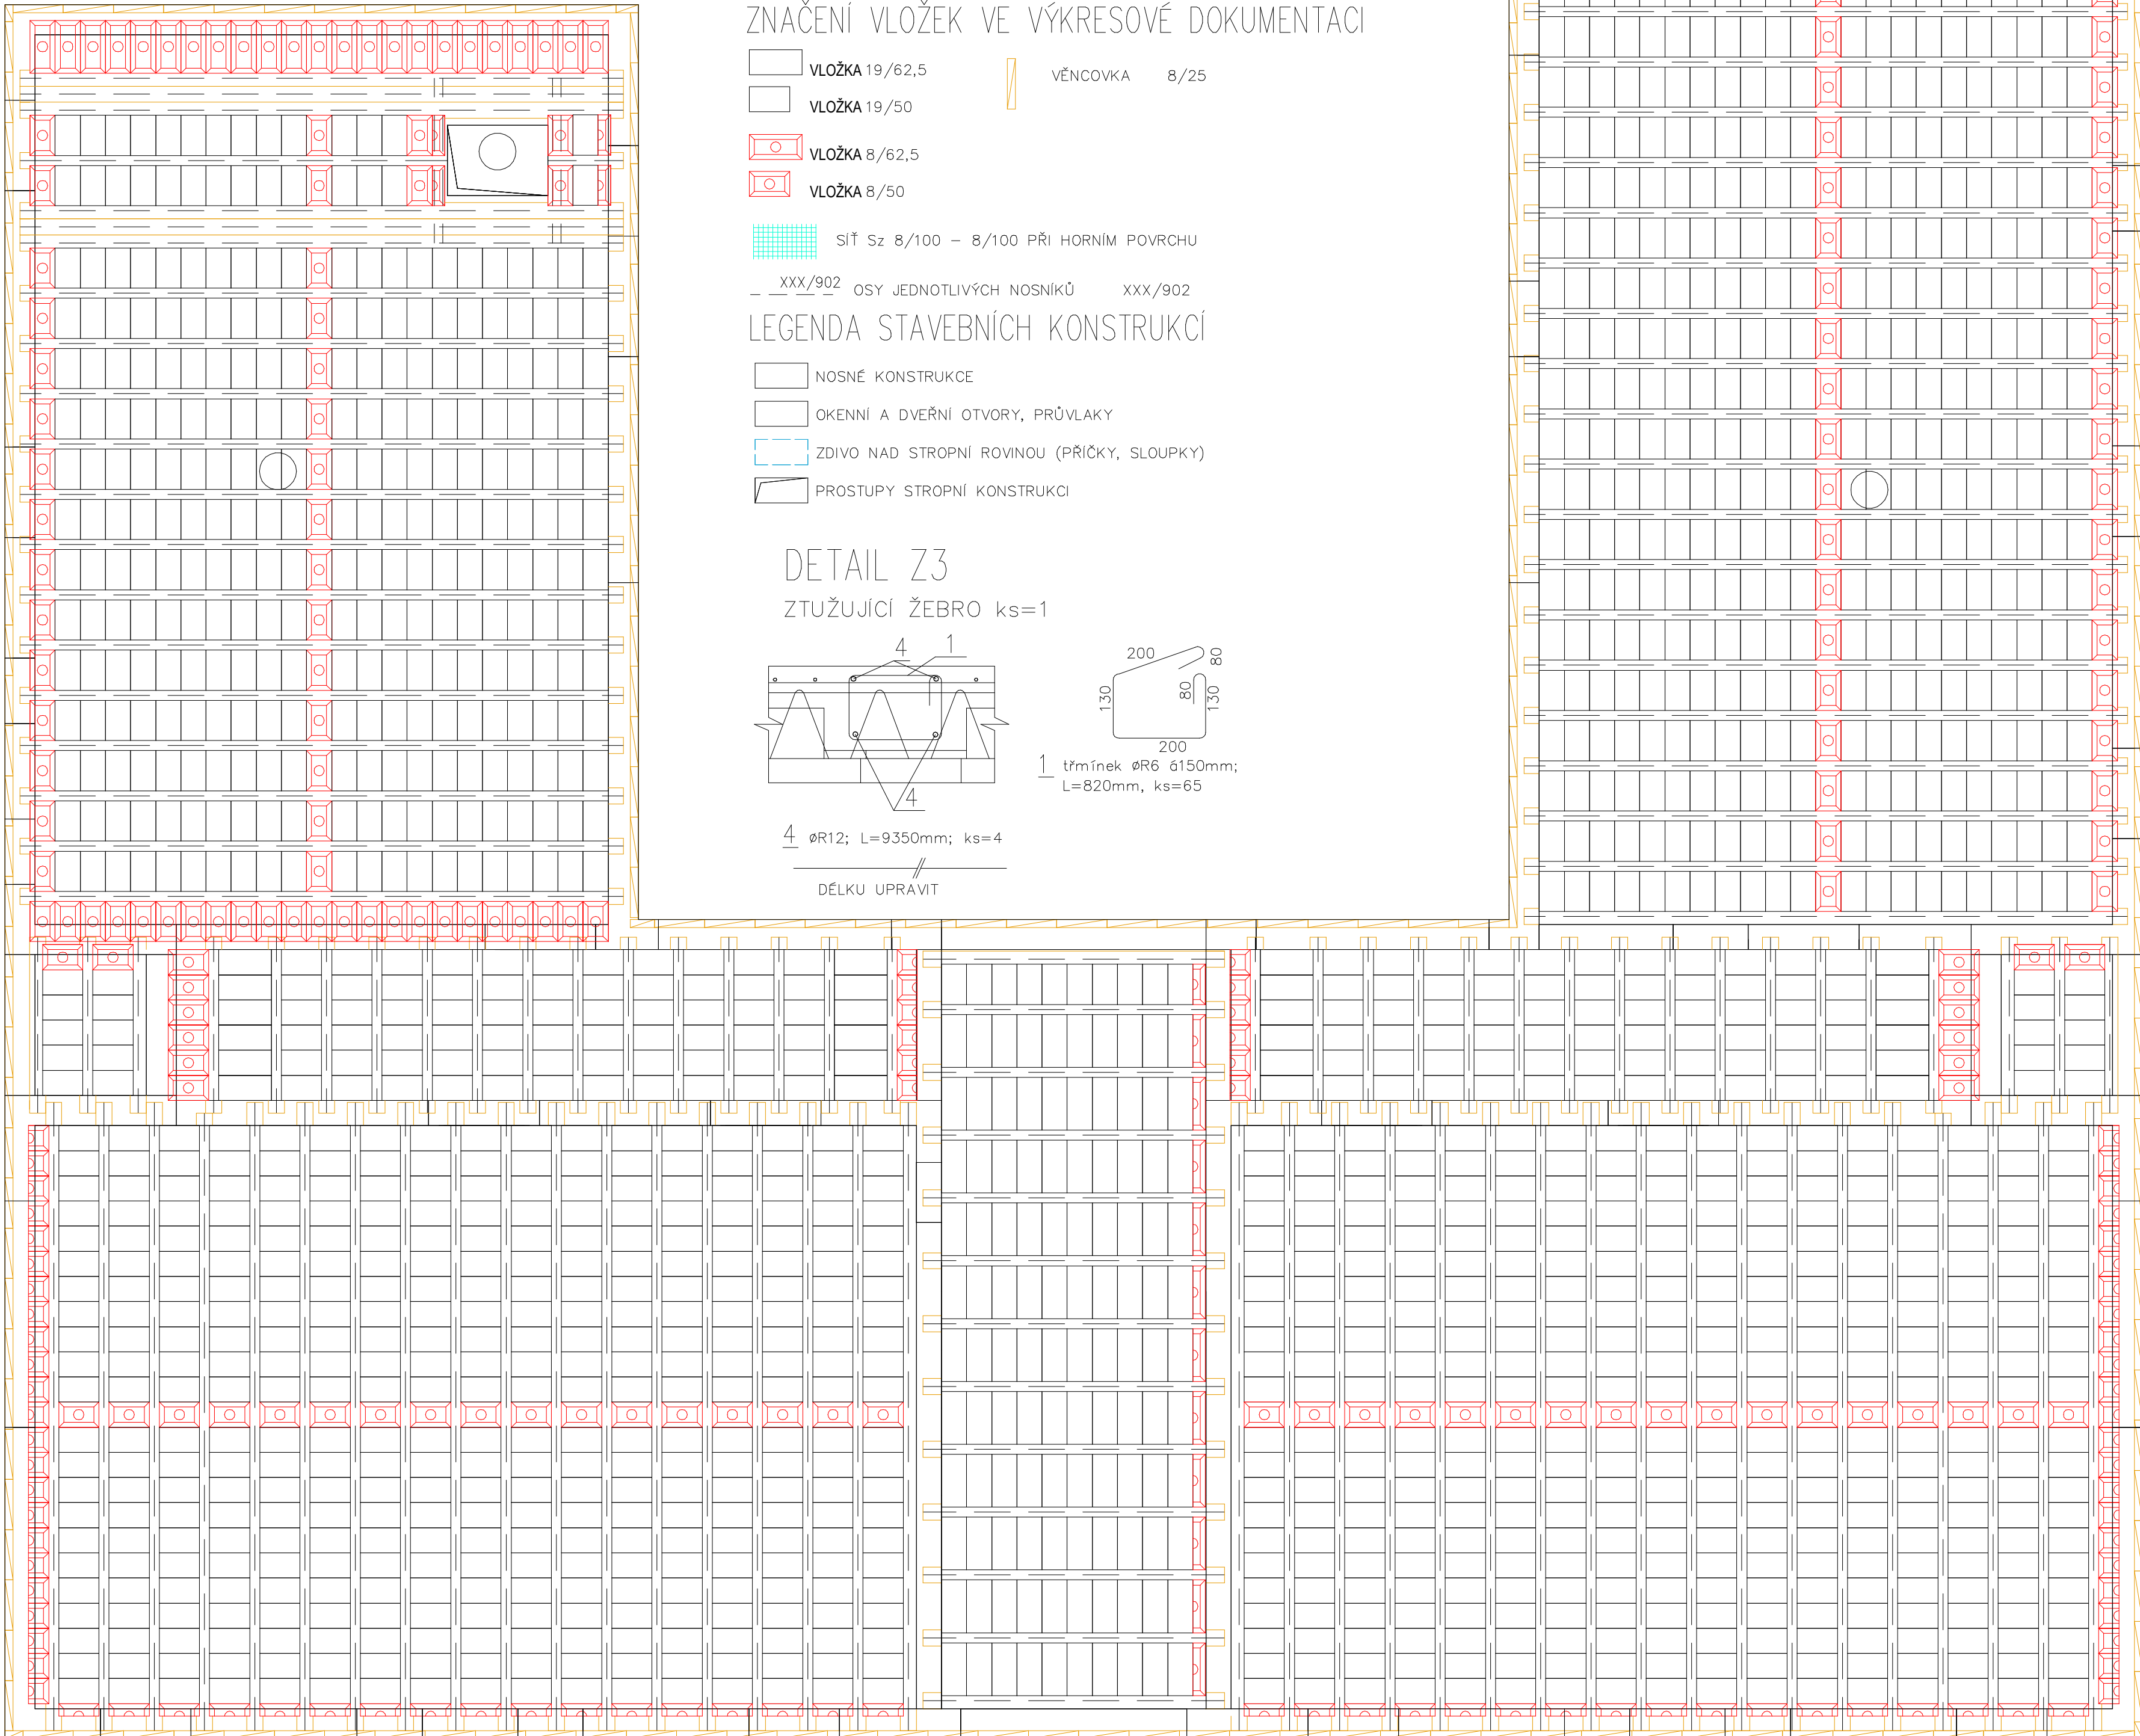 ZNAČENÍ VLOŽEK VE VÝKRESOVÉ DOKUMENTACI
VLOŽKA 19/62,5
VĚNCOVKA 8/25
VLOŽKA 19/50
VLOŽKA 8/62,5
VLOŽKA 8/50
SÍŤ Sz 8/100 – 8/100 PŘI HORNÍM POVRCHU
XXX/902 OSY JEDNOTLIVÝCH NOSNÍKŮ XXX/902
LEGENDA STAVEBNÍCH KONSTRUKCÍ
NOSNÉ KONSTRUKCE
OKENNÍ A DVEŘNÍ OTVORY, PRŮVLAKY
ZDIVO NAD STROPNÍ ROVINOU (PŘÍČKY, SLOUPKY)
PROSTUPY STROPNÍ KONSTRUKCI
DETAIL Z3
ZTUŽUJÍCÍ ŽEBRO ks=1
4 1
200 80
130 80 130
200
4
1 třmínek øR6 á150mm;
L=820mm, ks=65
4 øR12; L=9350mm; ks=4
DÉLKU UPRAVIT